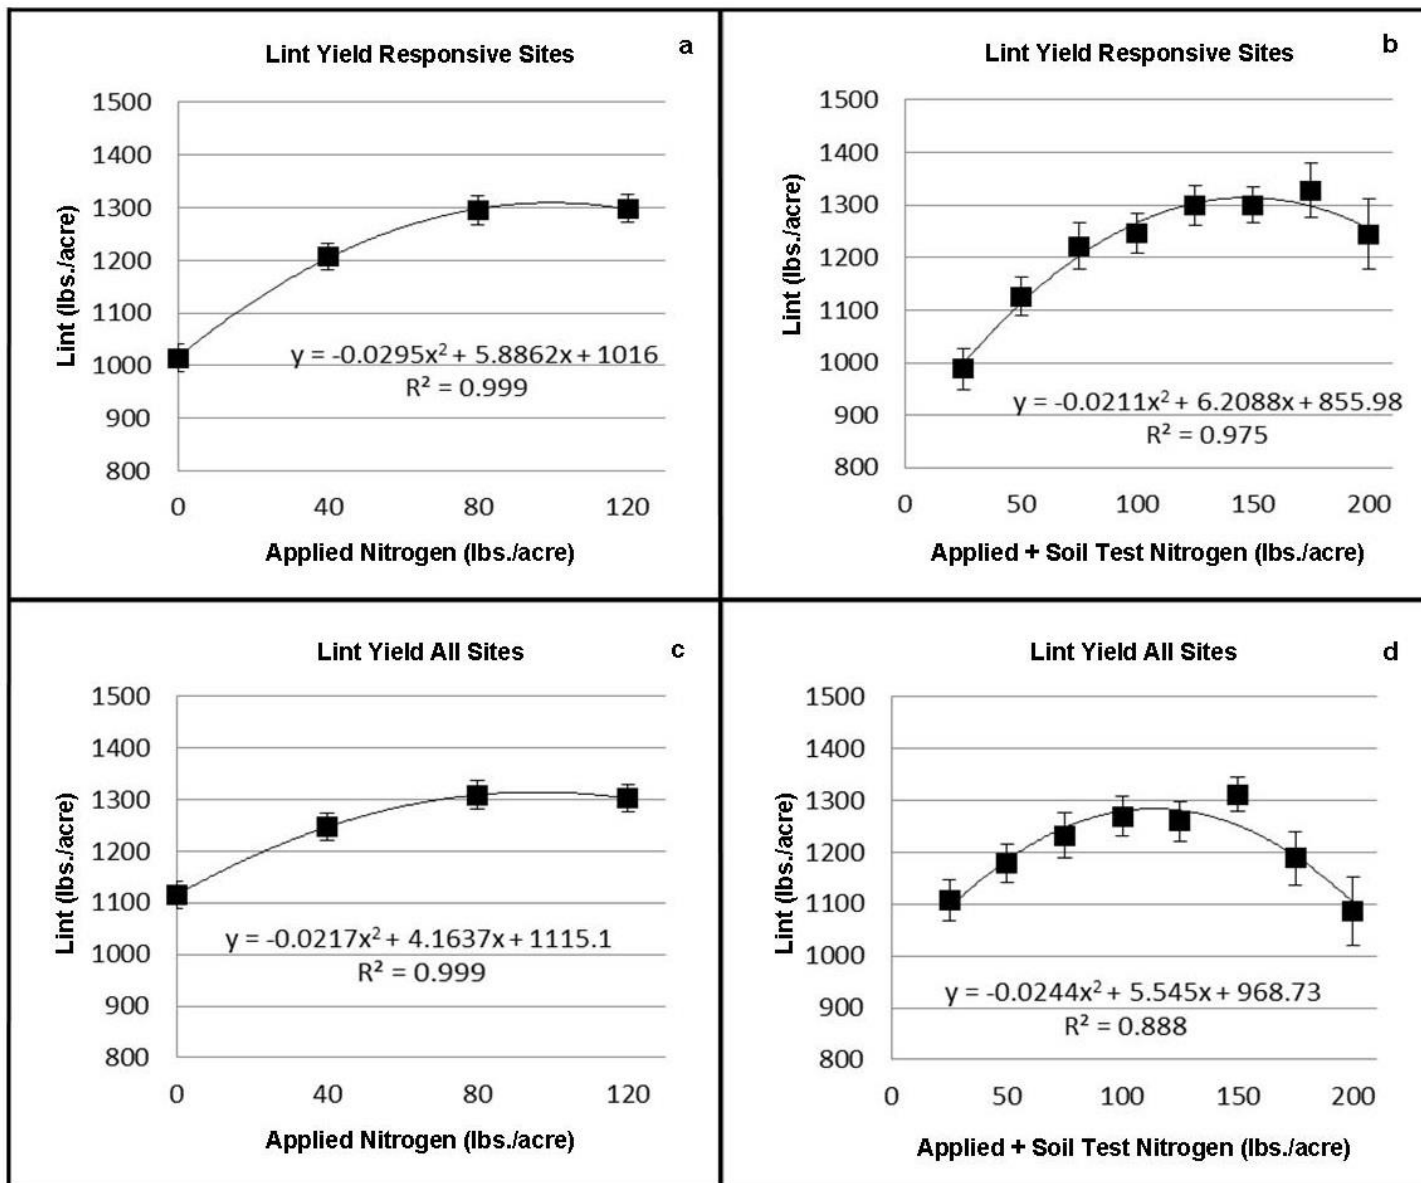 Lint Yield Responsive Sites
a
1500
1400
1300
1200
1100
1000
900
800
Lint (lbs./acre)
y = -0.0295x² + 5.8862x + 1016
R² = 0.999
0 40 80 120
Applied Nitrogen (lbs./acre)
Lint Yield Responsive Sites
b
1500
1400
1300
1200
1100
1000
900
800
Lint (lbs./acre)
y = -0.0211x² + 6.2088x + 855.98
R² = 0.975
0 50 100 150 200
Applied + Soil Test Nitrogen (lbs./acre)
Lint Yield All Sites
c
1500
1400
1300
1200
1100
1000
900
800
Lint (lbs./acre)
y = -0.0217x² + 4.1637x + 1115.1
R² = 0.999
0 40 80 120
Applied Nitrogen (lbs./acre)
Lint Yield All Sites
d
1500
1400
1300
1200
1100
1000
900
800
Lint (lbs./acre)
y = -0.0244x² + 5.545x + 968.73
R² = 0.888
0 50 100 150 200
Applied + Soil Test Nitrogen (lbs./acre)